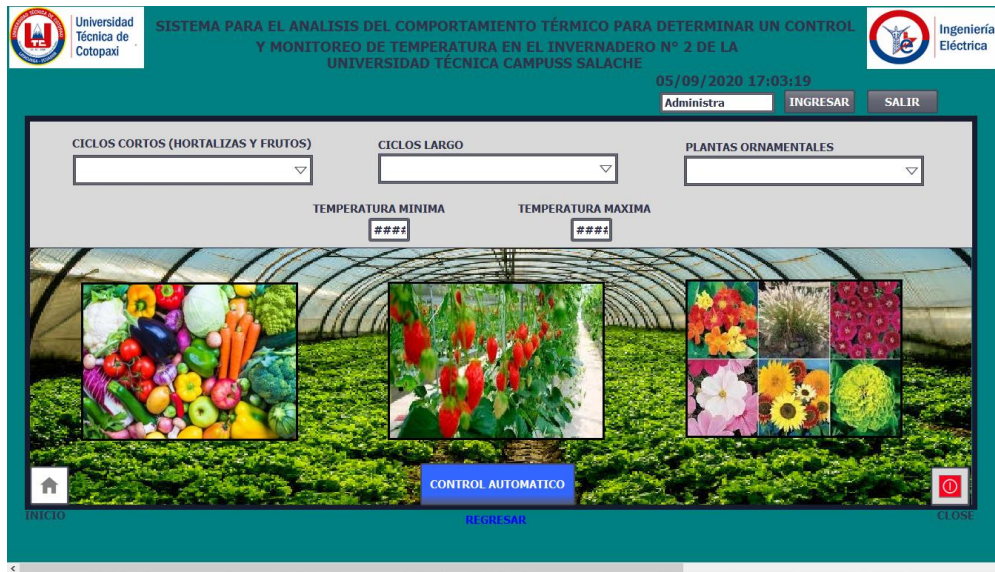 Universidad
Técnica de
Cotopaxi
SISTEMA PARA EL ANALISIS DEL COMPORTAMIENTO TÉRMICO PARA DETERMINAR UN CONTROL
Y MONITOREO DE TEMPERATURA EN EL INVERNADERO N° 2 DE LA
UNIVERSIDAD TÉCNICA CAMPUSS SALACHE
Ingeniería
Eléctrica
05/09/2020 17:03:19
Administra
INGRESAR
SALIR
CICLOS CORTOS (HORTALIZAS Y FRUTOS)
CICLOS LARGO
PLANTAS ORNAMENTALES
TEMPERATURA MINIMA
TEMPERATURA MAXIMA
####
####
CONTROL AUTOMATICO
INICIO
REGRESAR
CLOSE